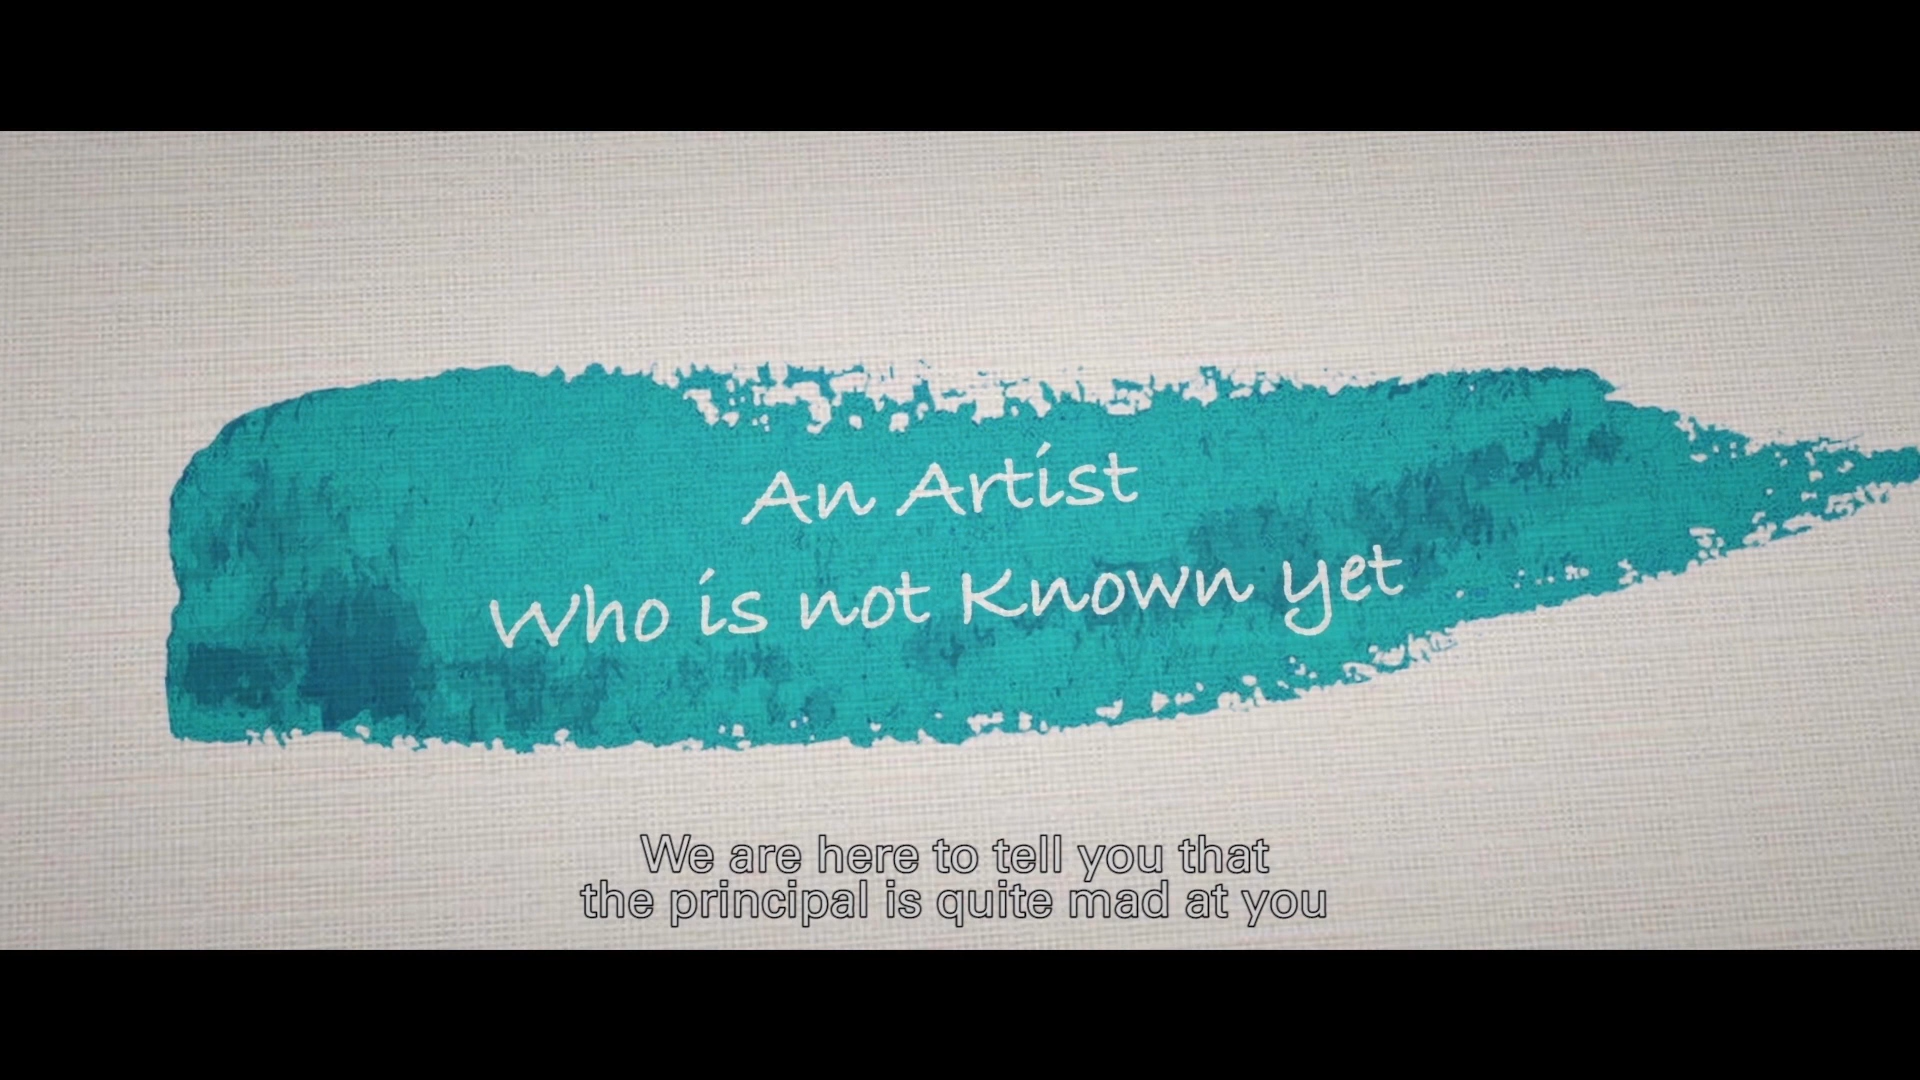 An Artist
Who is not Known yet
We are here to tell you that
the principal is quite mad at you